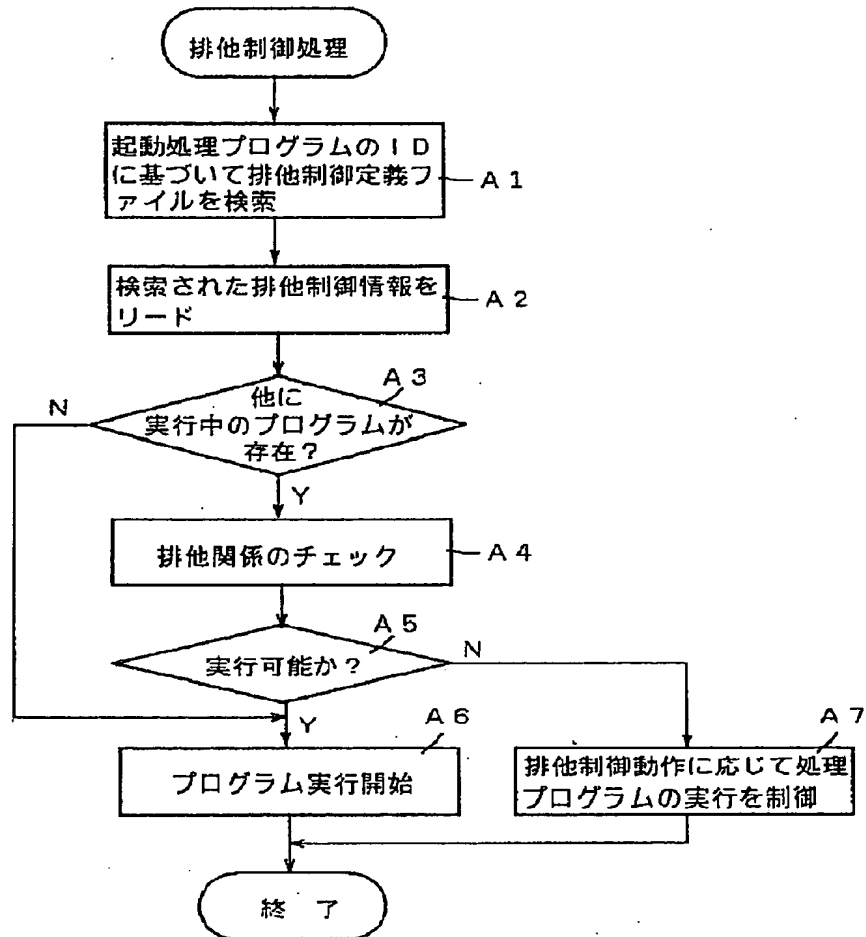 排他制御処理
起動処理プログラムのID
に基づいて排他制御定義フ
ァイルを検索
A1
検索された排他制御情報を
リード
A2
A3
他に
実行中のプログラムが
存在？
N
Y
排他関係のチェック
A4
A5
実行可能か？
N
Y
A6
プログラム実行開始
A7
排他制御動作に応じて処理
プログラムの実行を制御
終 了